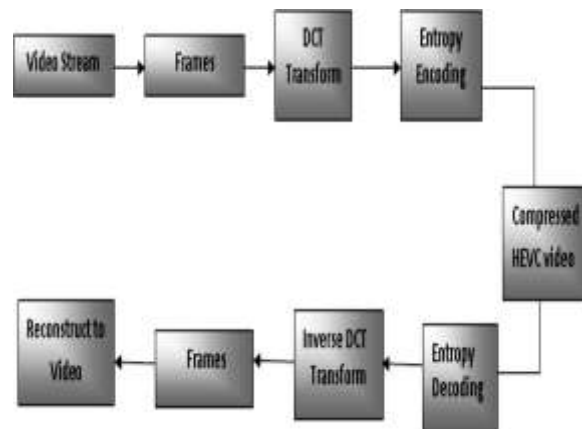 Video Stream
Frames
DCT
Transform
Entropy
Encoding
Compressed
HEVC video
Entropy
Decoding
Inverse DCT
Transform
Frames
Reconstruct to
Video